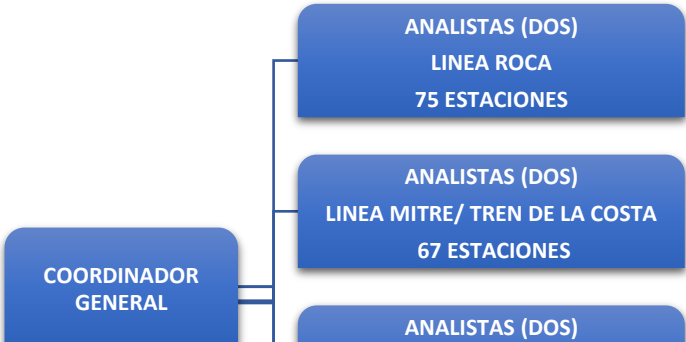 ANALISTAS (DOS)
LINEA ROCA
75 ESTACIONES
ANALISTAS (DOS)
LINEA MITRE/ TREN DE LA COSTA
67 ESTACIONES
COORDINADOR
GENERAL
ANALISTAS (DOS)